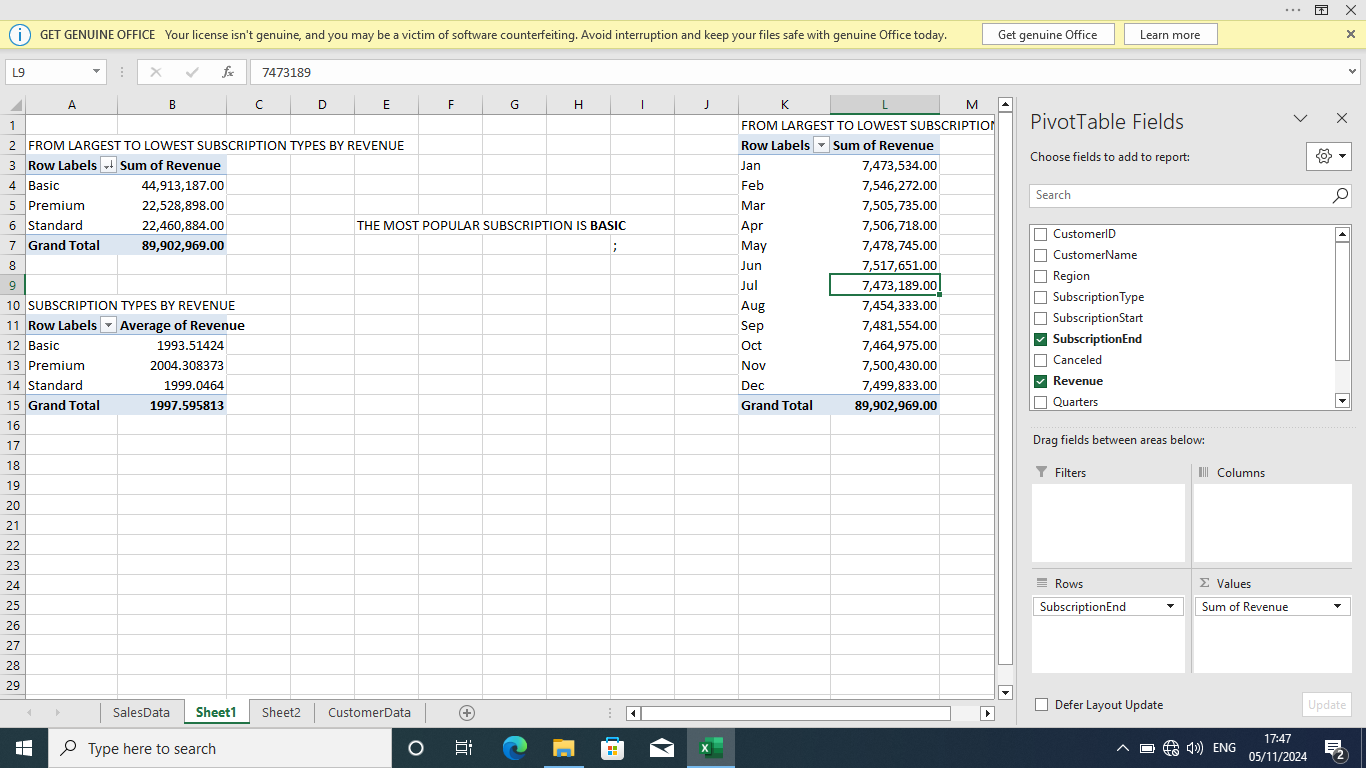 GET GENUINE OFFICE Your license isn't genuine, and you may be a victim of software counterfeiting. Avoid interruption and keep your files safe with genuine Office today. Get genuine Office Learn more
L9 fx 7473189
A B C D E F G H I J K L M
1 FROM LARGEST TO LOWEST SUBSCRIPTION
2 FROM LARGEST TO LOWEST SUBSCRIPTION TYPES BY REVENUE Row Labels Sum of Revenue
3 Row Labels Sum of Revenue Jan 7,473,534.00
4 Basic 44,913,187.00 Feb 7,546,272.00
5 Premium 22,528,898.00 Mar 7,505,735.00
6 Standard 22,460,884.00 THE MOST POPULAR SUBSCRIPTION IS BASIC Apr 7,506,718.00
7 Grand Total 89,902,969.00 ; May 7,478,745.00
8 Jun 7,517,651.00
9 Jul 7,473,189.00
10 SUBSCRIPTION TYPES BY REVENUE Aug 7,454,333.00
11 Row Labels Average of Revenue Sep 7,481,554.00
12 Basic 1993.51424 Oct 7,464,975.00
13 Premium 2004.308373 Nov 7,500,430.00
14 Standard 1999.0464 Dec 7,499,833.00
15 Grand Total 1997.595813 Grand Total 89,902,969.00
16
17
18
19
20
21
22
23
24
25
26
27
28
29
PivotTable Fields
Choose fields to add to report:
Search
CustomerID
CustomerName
Region
SubscriptionType
SubscriptionStart
SubscriptionEnd
Canceled
Revenue
Quarters
Drag fields between areas below:
Filters Columns
Rows Σ Values
SubscriptionEnd Sum of Revenue
Defer Layout Update Update
SalesData Sheet1 Sheet2 CustomerData
Type here to search
ENG 17:47
05/11/2024
2